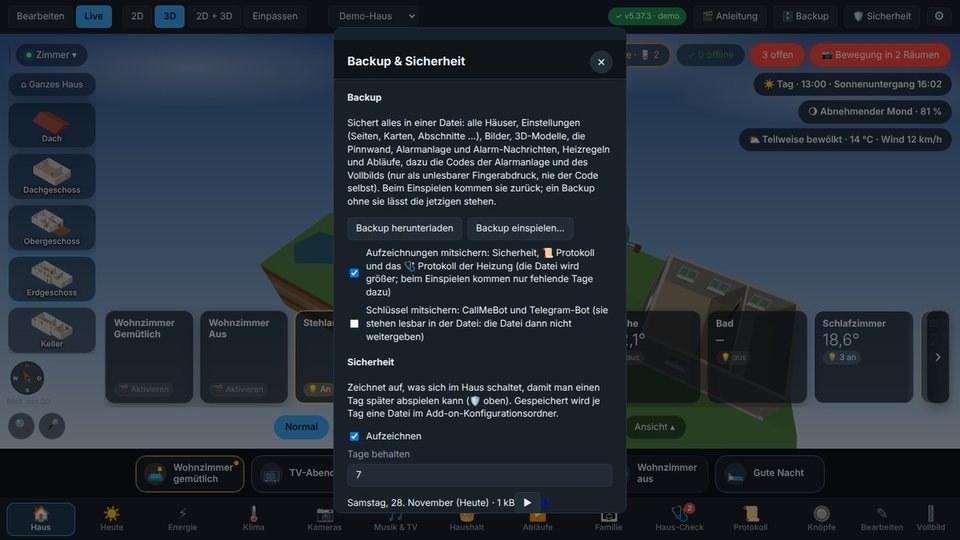 Bearbeiten Live 2D 3D 2D + 3D Einpassen Demo-Haus ✓ v5.37.3 · demo Anleitung Backup Sicherheit
Zimmer ▾
Ganzes Haus
Dach
Dachgeschoss
Obergeschoss
Erdgeschoss
Keller
Blick von SO
2
✓ 0 offline
3 offen
Bewegung in 2 Räumen
Tag · 13:00 · Sonnenuntergang 16:02
Abnehmender Mond · 81 %
Teilweise bewölkt · 14 °C · Wind 12 km/h
Backup & Sicherheit
Backup
Sichert alles in einer Datei: alle Häuser, Einstellungen
(Seiten, Karten, Abschnitte ...), Bilder, 3D-Modelle, die
Pinnwand, Alarmanlage und Alarm-Nachrichten, Heizregeln
und Abläufe, dazu die Codes der Alarmanlage und des
Vollbilds (nur als unlesbarer Fingerabdruck, nie der Code
selbst). Beim Einspielen kommen sie zurück; ein Backup
ohne sie lässt die jetzigen stehen.
Backup herunterladen Backup einspielen...
Aufzeichnungen mitsichern: Sicherheit, 📜 Protokoll
und das 🩺 Protokoll der Heizung (die Datei wird
größer; beim Einspielen kommen nur fehlende Tage
dazu)
Schlüssel mitsichern: CallMeBot und Telegram-Bot (sie
stehen lesbar in der Datei: die Datei dann nicht
weitergeben)
Sicherheit
Zeichnet auf, was sich im Haus schaltet, damit man einen
Tag später abspielen kann (🛡️ oben). Gespeichert wird je
Tag eine Datei im Add-on-Konfigurationsordner.
Aufzeichnen
Tage behalten
7
Samstag, 28. November (Heute) · 1 kB
Wohnzimmer
Gemütlich
Aktivieren
Wohnzimmer
Aus
Aktivieren
An
aus
Bad
–
aus
Schlafzimmer
18,6°
3 an
Normal
Ansicht ▴
Wohnzimmer
gemütlich
Wohnzimmer
aus
Gute Nacht
Haus Heute Energie Klima Kameras Musik & TV Haushalt Abläufe Familie Haus-Check 2 Protokoll Knöpfe Bearbeiten Vollbild